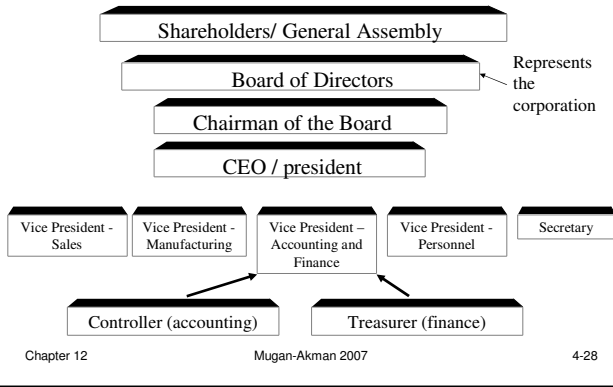 Shareholders/ General Assembly
Board of Directors
Represents
the
corporation
Chairman of the Board
CEO / president
Vice President -
Sales
Vice President -
Manufacturing
Vice President –
Accounting and
Finance
Vice President -
Personnel
Secretary
Controller (accounting)
Treasurer (finance)
Chapter 12
Mugan-Akman 2007
4-28